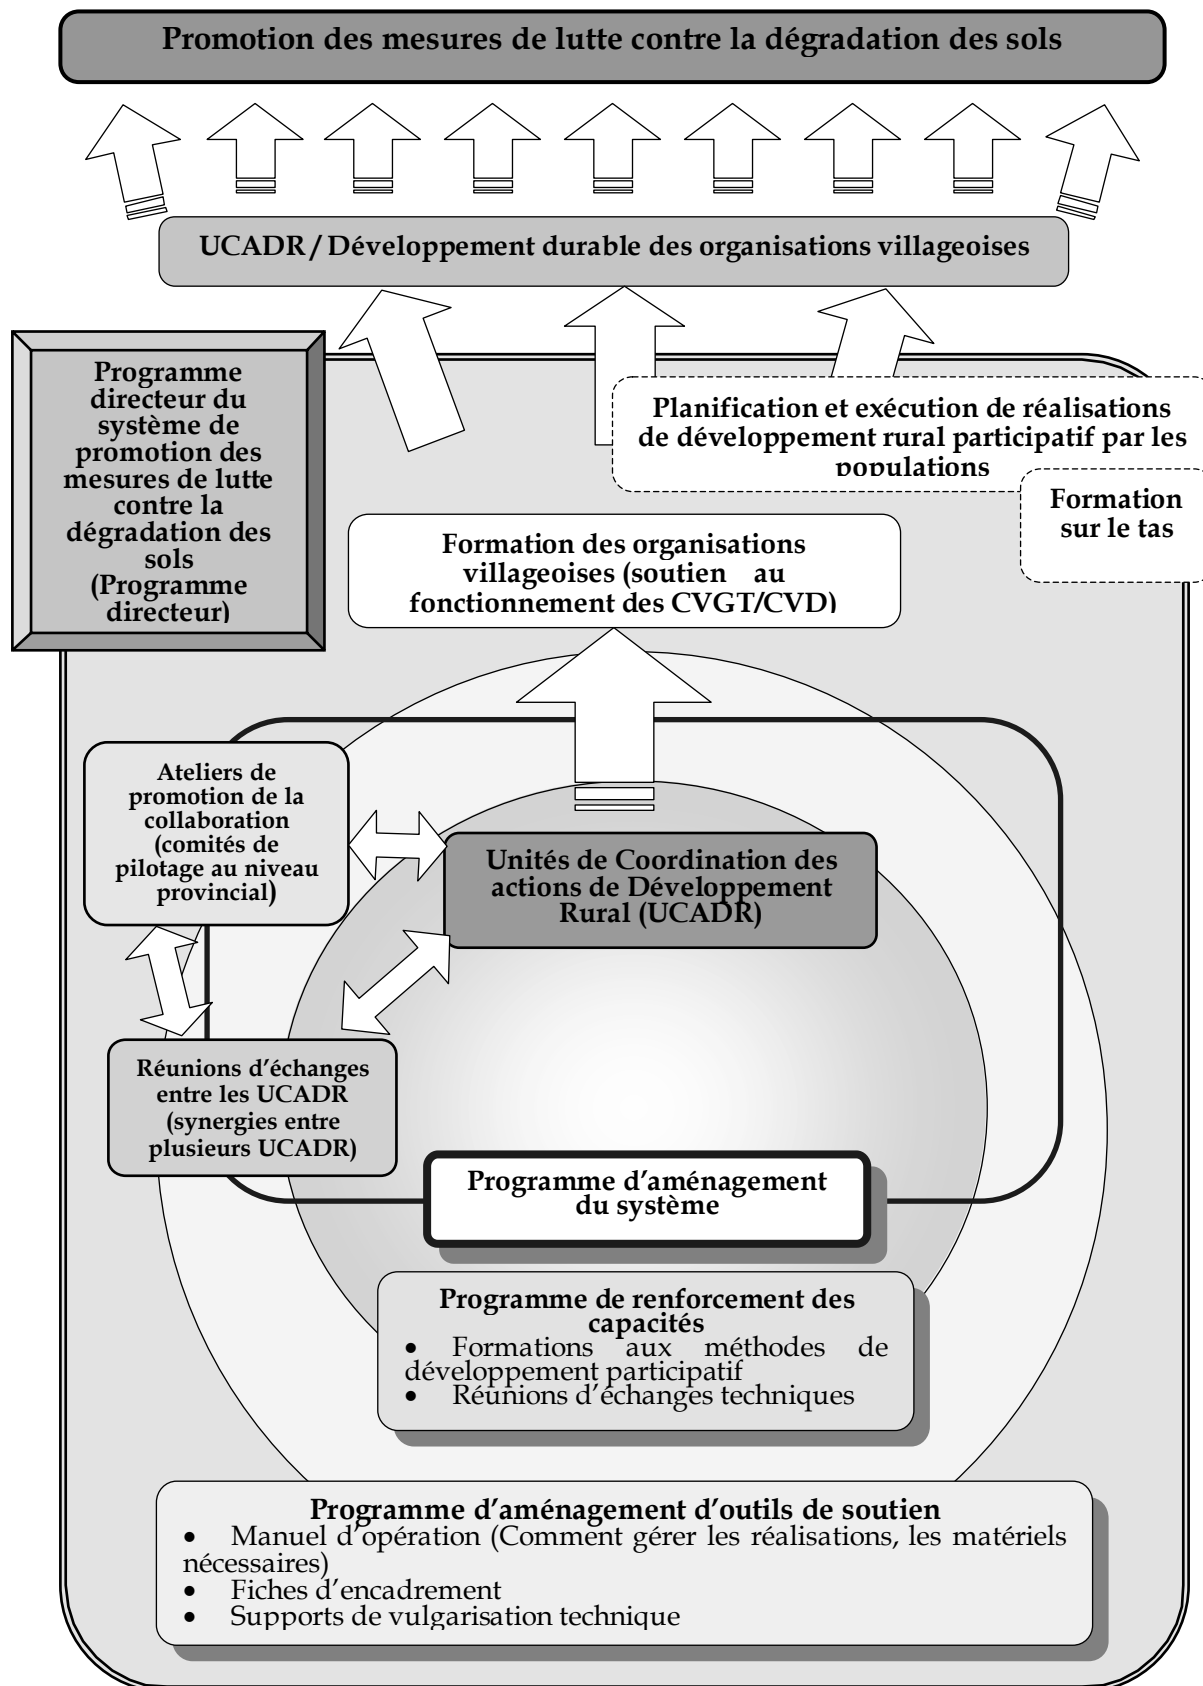 Promotion des mesures de lutte contre la dégradation des sols
UCADR / Développement durable des organisations villageoises
Programme
directeur du
système de
promotion des
mesures de lutte
contre la
dégradation des
sols
(Programme
directeur)
Planification et exécution de réalisations
de développement rural participatif par les
populations
Formation
sur le tas
Formation des organisations
villageoises (soutien au
fonctionnement des CVGT/CVD)
Ateliers de
promotion de la
collaboration
(comités de
pilotage au niveau
provincial)
Unités de Coordination des
actions de Développement
Rural (UCADR)
Réunions d’échanges
entre les UCADR
(synergies entre
plusieurs UCADR)
Programme d’aménagement
du système
Programme de renforcement des
capacités
• Formations aux méthodes de
développement participatif
• Réunions d’échanges techniques
Programme d’aménagement d’outils de soutien
• Manuel d’opération (Comment gérer les réalisations, les matériels
nécessaires)
• Fiches d’encadrement
• Supports de vulgarisation technique